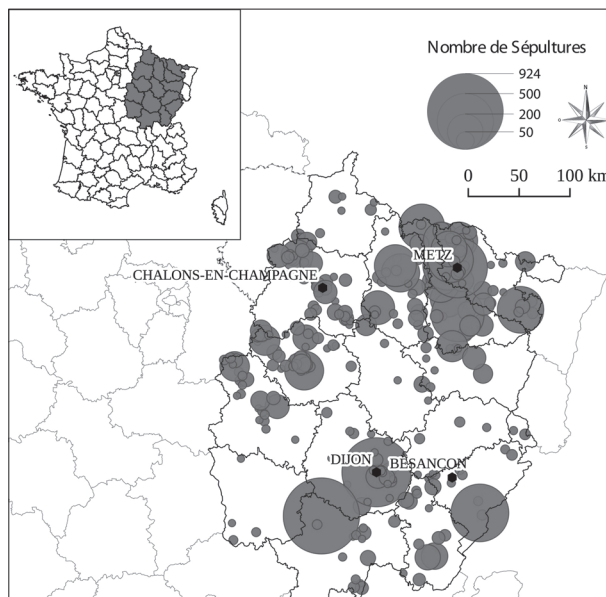 Nombre de Sépultures
924
500
200
50
N
0 50 100 km
METZ
CHALONS-EN-CHAMPAGNE
DIJON
BESANCON